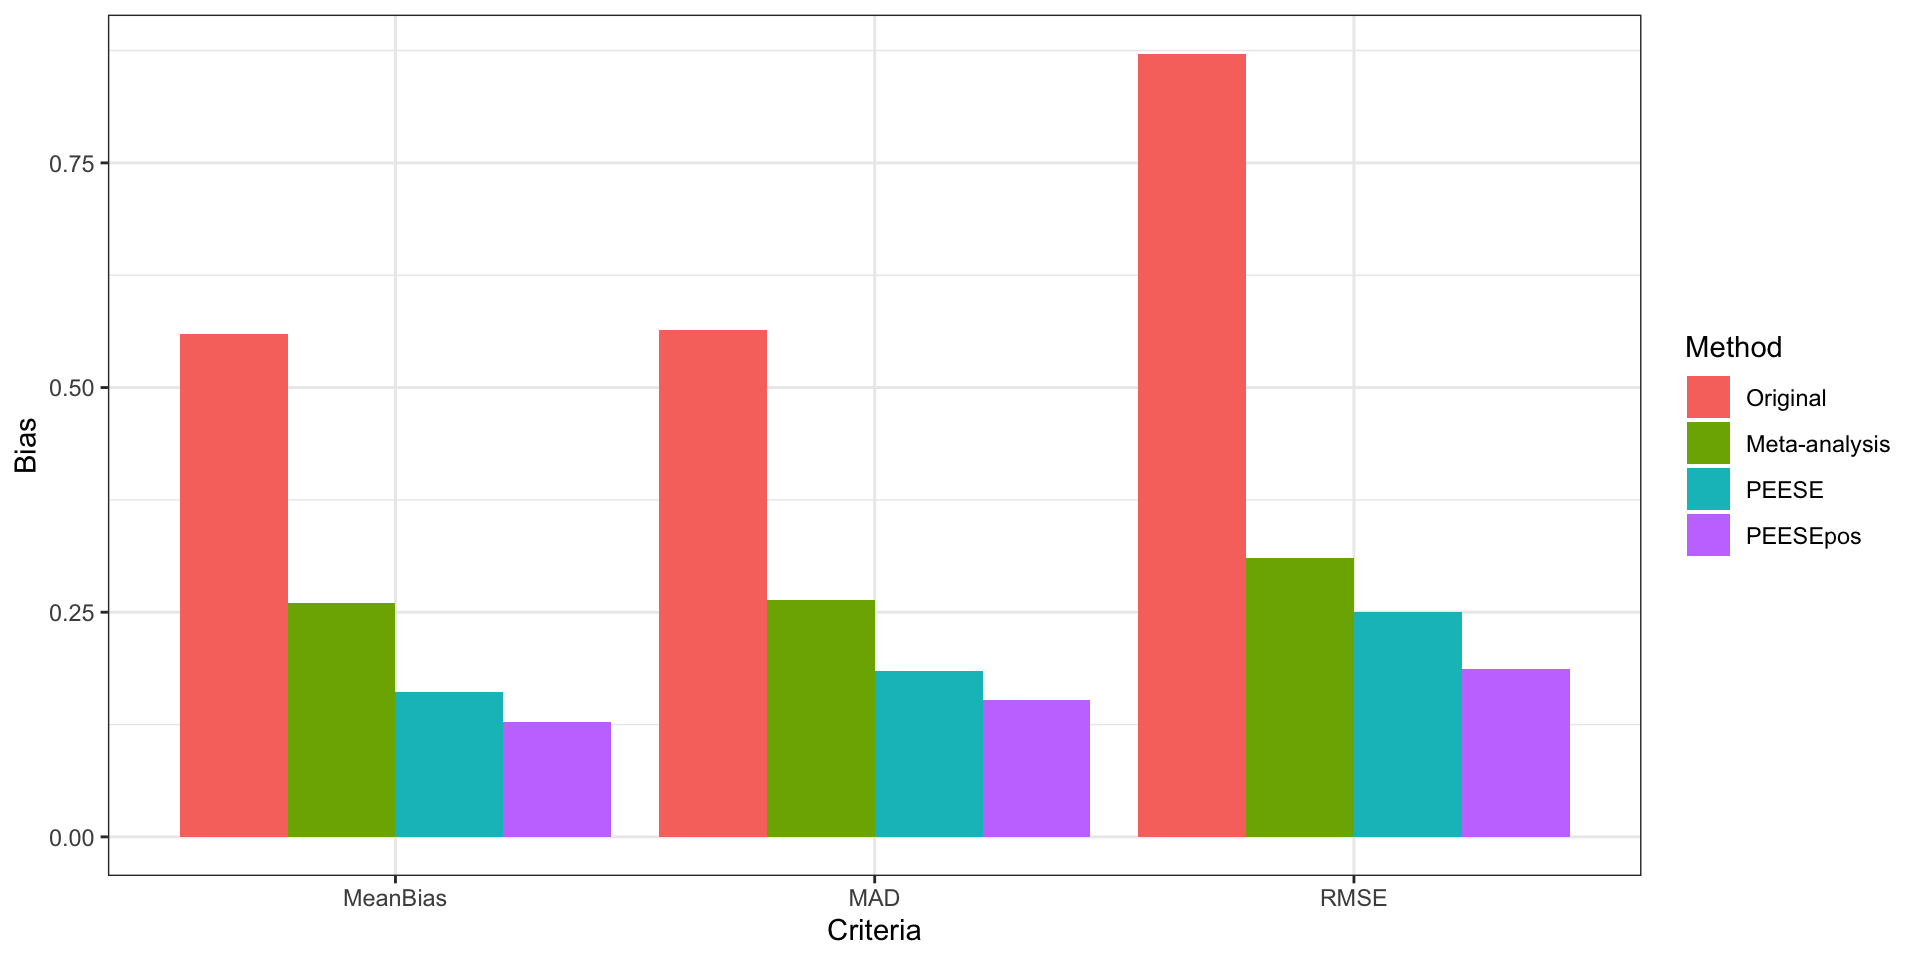 0.75
0.50
0.25
0.00
Bias
MeanBias
MAD
RMSE
Criteria
Method
Original
Meta-analysis
PEESE
PEESEpos